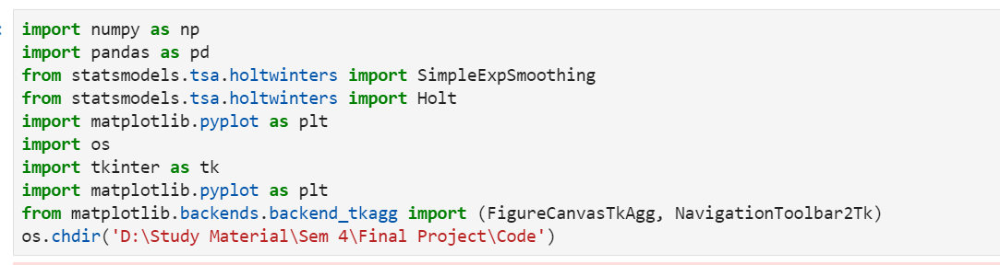 import numpy as np
import pandas as pd
from statsmodels.tsa.holtwinters import SimpleExpSmoothing
from statsmodels.tsa.holtwinters import Holt
import matplotlib.pyplot as plt
import os
import tkinter as tk
import matplotlib.pyplot as plt
from matplotlib.backends.backend_tkagg import (FigureCanvasTkAgg, NavigationToolbar2Tk)
os.chdir('D:\Study Material\Sem 4\Final Project\Code')